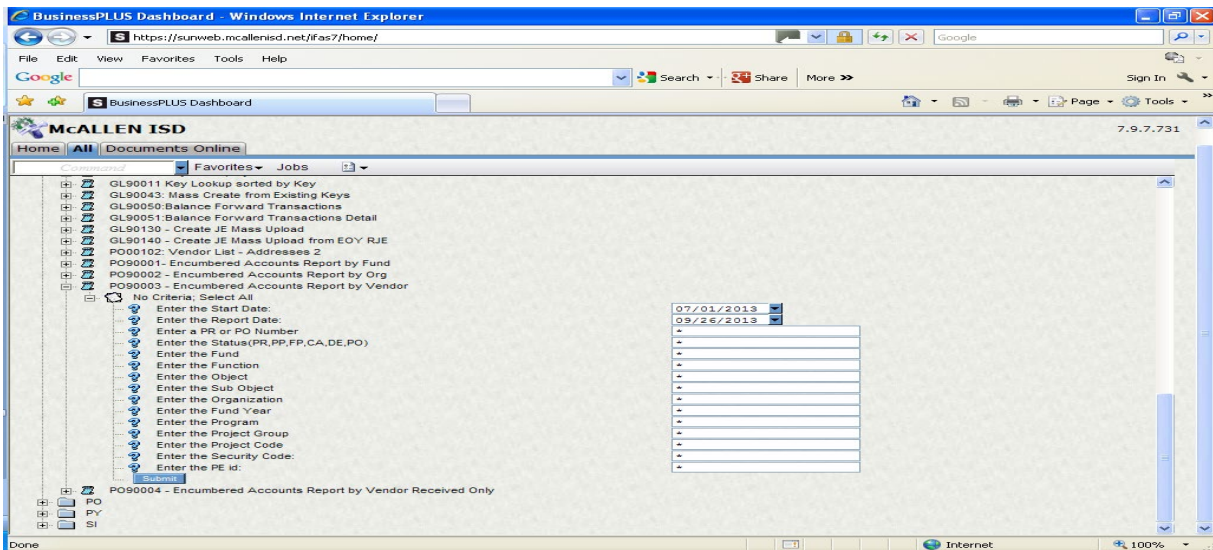 BusinessPLUS Dashboard - Windows Internet Explorer
https://sunweb.mcallenisd.net/ifas7/home/
Google
File Edit View Favorites Tools Help
Google Search Share More >> Sign In
BusinessPLUS Dashboard Page Tools >>
McALLEN ISD 7.9.7.731
Home All Documents Online
Command Favorites Jobs
GL90011 Key Lookup sorted by Key
GL90043: Mass Create from Existing Keys
GL90050:Balance Forward Transactions
GL90051:Balance Forward Transactions Detail
GL90130 - Create JE Mass Upload
GL90140 - Create JE Mass Upload from EOY RJE
PO00102: Vendor List - Addresses 2
PO90001- Encumbered Accounts Report by Fund
PO90002 - Encumbered Accounts Report by Org
PO90003 - Encumbered Accounts Report by Vendor
No Criteria; Select All
Enter the Start Date: 07/01/2013
Enter the Report Date: 09/26/2013
Enter a PR or PO Number *
Enter the Status(PR,PP,FP,CA,DE,PO) *
Enter the Fund *
Enter the Function *
Enter the Object *
Enter the Sub Object *
Enter the Organization *
Enter the Fund Year *
Enter the Program *
Enter the Project Group *
Enter the Project Code *
Enter the Security Code: *
Enter the PE id: *
Submit
PO90004 - Encumbered Accounts Report by Vendor Received Only
PO
PY
SI
Done Internet 100%